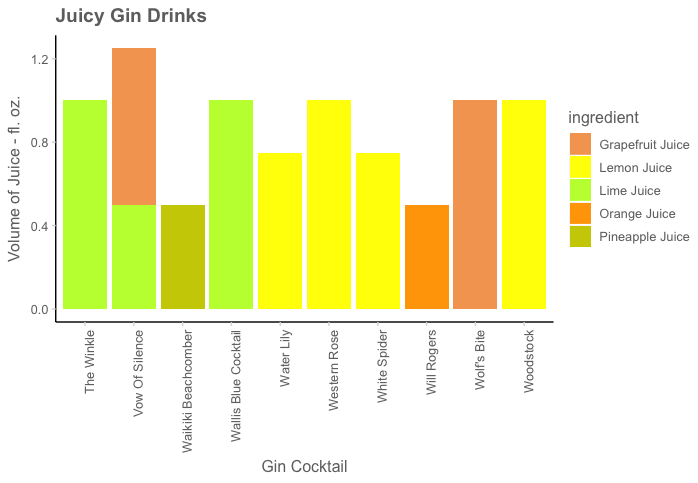 Juicy Gin Drinks
Volume of Juice - fl. oz.
1.2
0.8
0.4
0.0
The Winkle
Vow Of Silence
Waikiki Beachcomber
Wallis Blue Cocktail
Water Lily
Western Rose
White Spider
Will Rogers
Wolf's Bite
Woodstock
Gin Cocktail
ingredient
Grapefruit Juice
Lemon Juice
Lime Juice
Orange Juice
Pineapple Juice